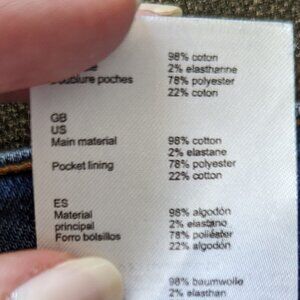 98% coton
2% elasthanne
Doublure poches 78% polyester
22% coton
GB
US
Main material 98% cotton
2% elastane
Pocket lining 78% polyester
22% cotton
ES
Material 98% algodón
principal 2% elastano
Forro bolsillos 78% poliéster
22% algodón
98% baumwolle
2% elasthan